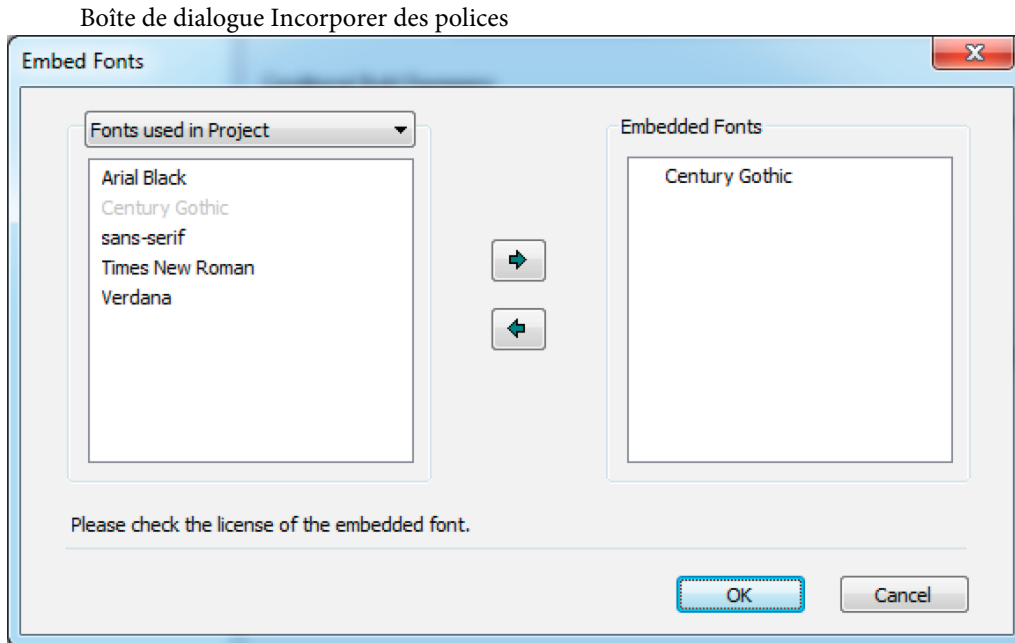 Boîte de dialogue Incorporer des polices
Embed Fonts
Fonts used in Project
Arial Black
Century Gothic
sans-serif
Times New Roman
Verdana
Embedded Fonts
Century Gothic
Please check the license of the embedded font.
OK
Cancel